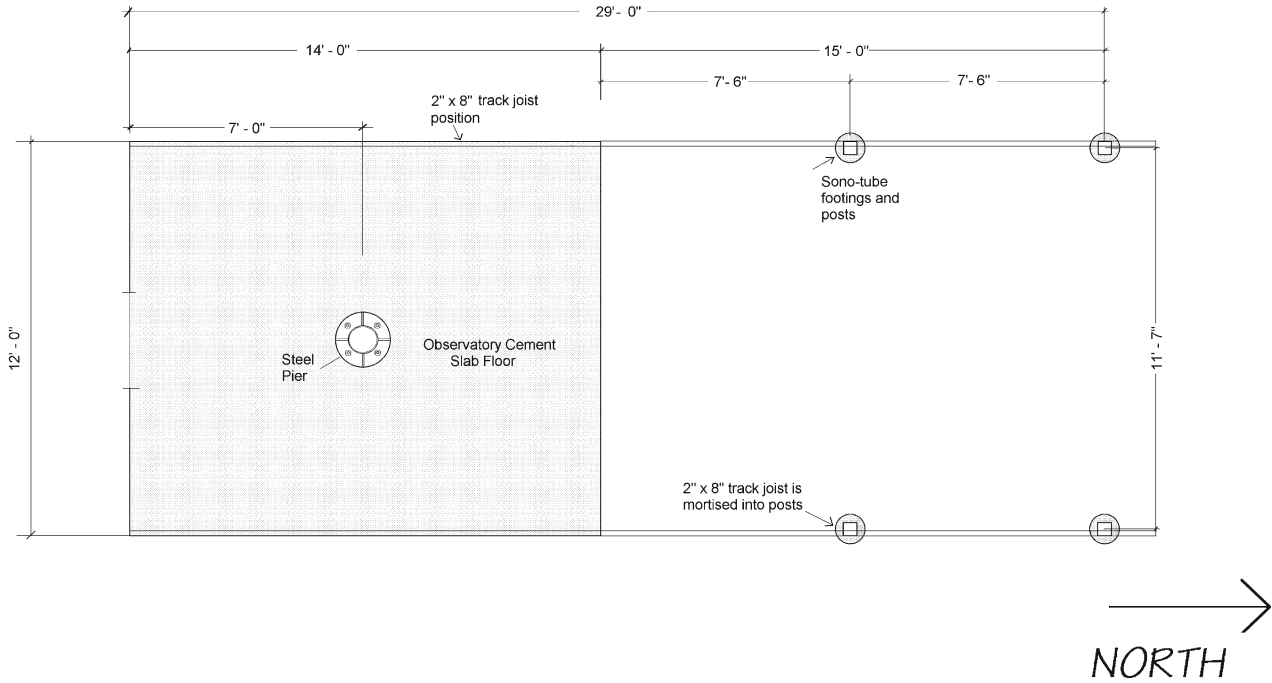 29'- 0"
14' - 0"
15' - 0"
7'- 6"
7'- 6"
2" x 8" track joist
position
7' - 0"
Sono-tube
footings and
posts
12' - 0"
11' - 7"
Steel
Pier
Observatory Cement
Slab Floor
2" x 8" track joist is
mortised into posts
NORTH